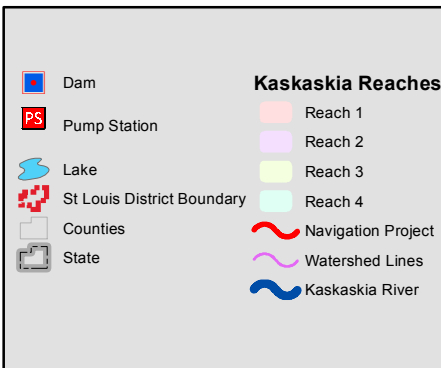 Dam
PS
Pump Station
Lake
St Louis District Boundary
Counties
State
Kaskaskia Reaches
Reach 1
Reach 2
Reach 3
Reach 4
Navigation Project
Watershed Lines
Kaskaskia River